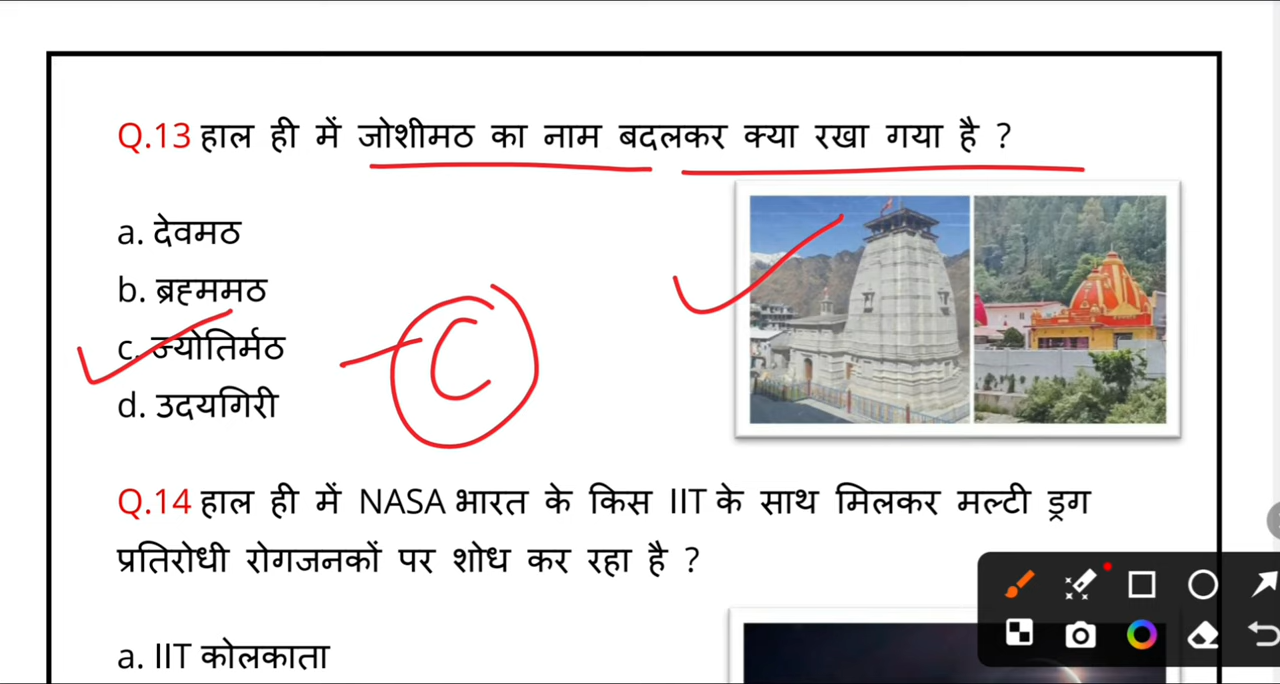 Q.13 हाल ही में जोशीमठ का नाम बदलकर क्या रखा गया है ?
a. देवमठ
b. ब्रह्ममठ
c. ज्योतिर्मठ
C
d. उदयगिरी
Q.14 हाल ही में NASA भारत के किस IIT के साथ मिलकर मल्टी ड्रग
प्रतिरोधी रोगजनकों पर शोध कर रहा है ?
a. IIT कोलकाता